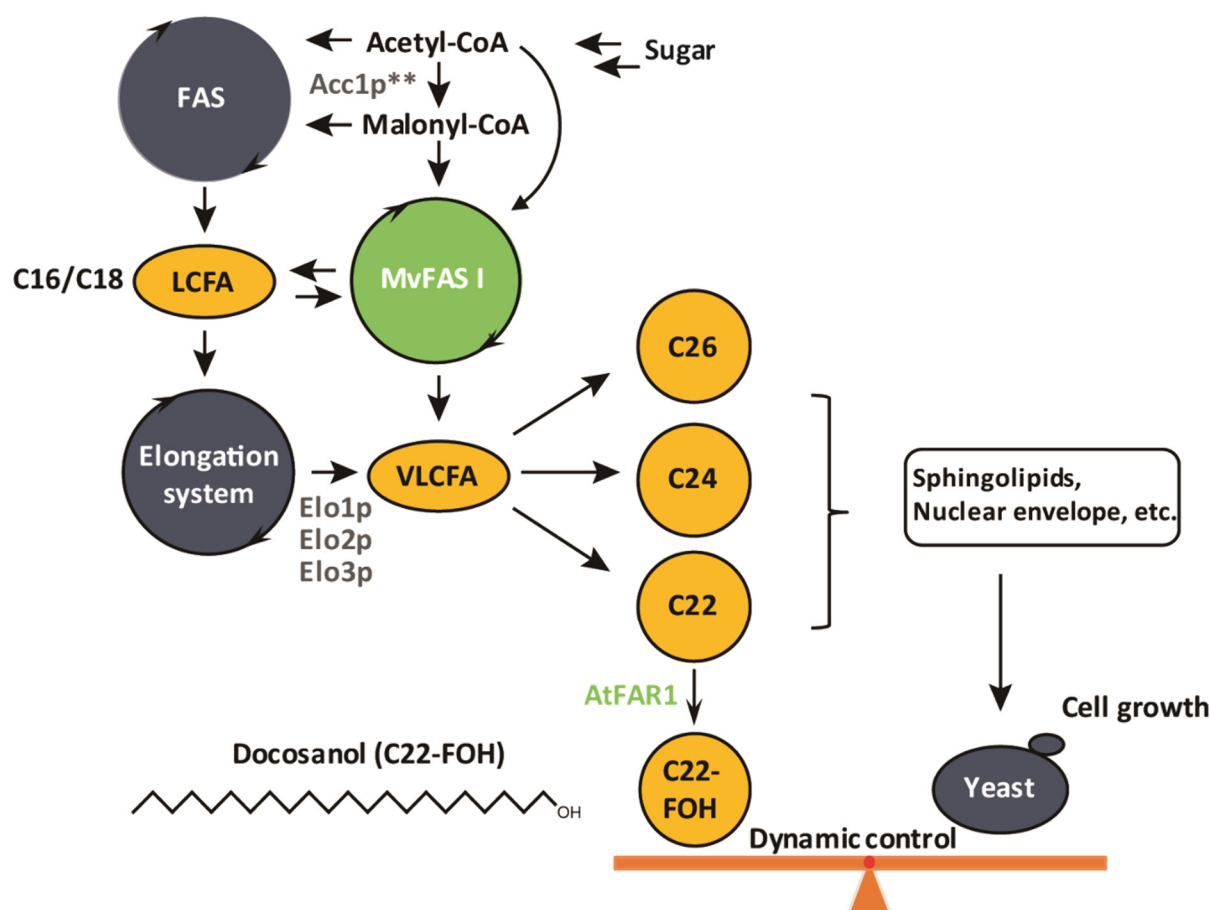 Acetyl-CoA
Sugar
Acc1p**
FAS
Malonyl-CoA
C16/C18
LCFA
MvFAS I
C26
Elongation
system
VLCFA
C24
Sphingolipids,
Nuclear envelope, etc.
Elo1p
Elo2p
Elo3p
C22
AtFAR1
Cell growth
Docosanol (C22-FOH)
OH
C22-
FOH
Yeast
Dynamic control